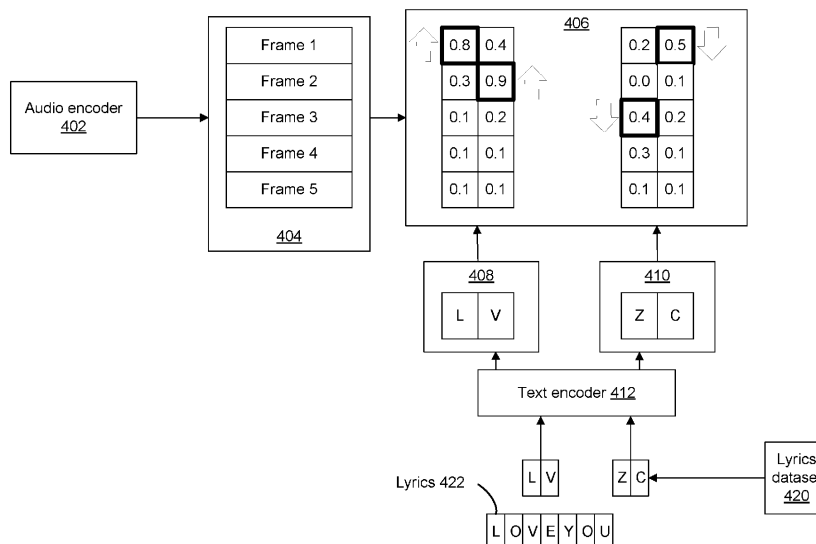 Audio encoder
402
Frame 1
Frame 2
Frame 3
Frame 4
Frame 5
404
406
0.8 0.4
0.3 0.9
0.1 0.2
0.1 0.1
0.1 0.1
0.2 0.5
0.0 0.1
0.4 0.2
0.3 0.1
0.1 0.1
408
L V
410
Z C
Text encoder 412
L V
Z C
Lyrics
dataset
420
Lyrics 422
L O V E Y O U